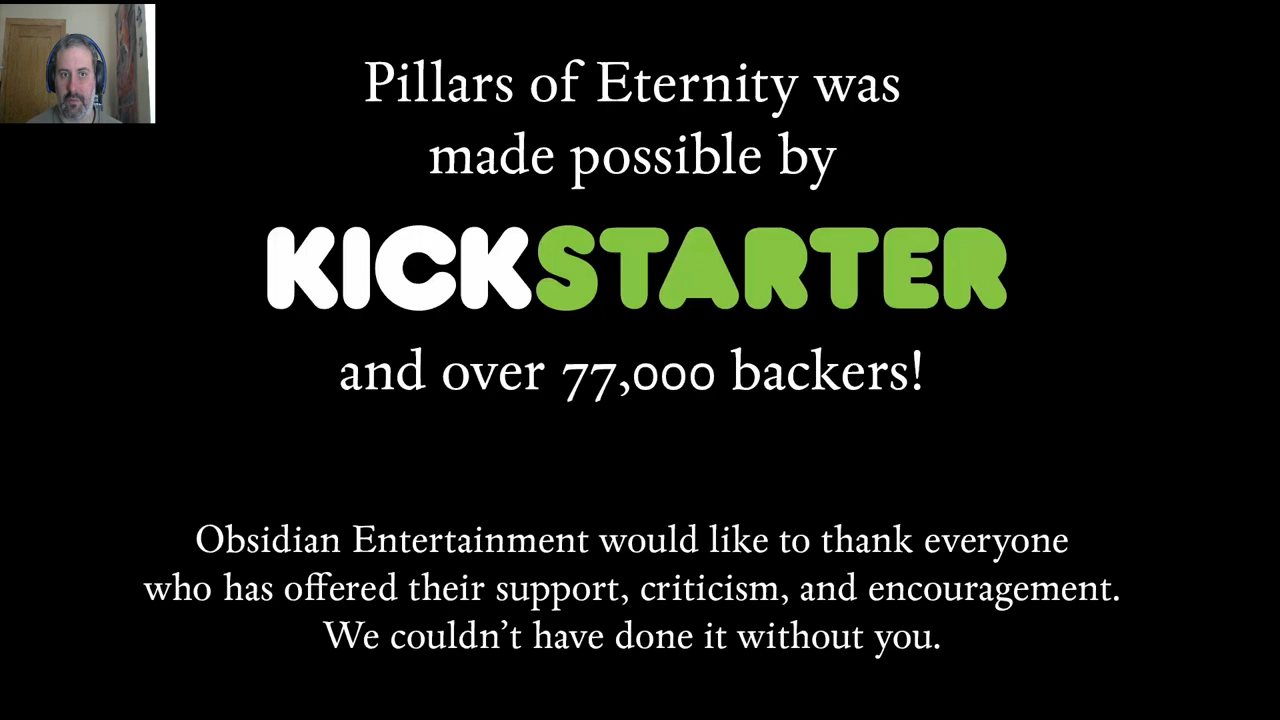 Pillars of Eternity was
made possible by
KICKSTARTER
and over 77,000 backers!
Obsidian Entertainment would like to thank everyone
who has offered their support, criticism, and encouragement.
We couldn’t have done it without you.